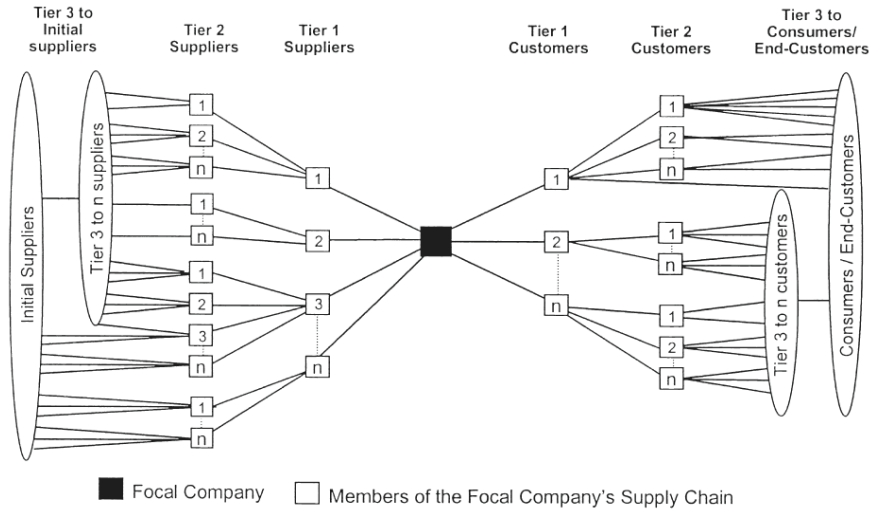 Tier 3 to
Initial
suppliers
Tier 2
Suppliers
Tier 1
Suppliers
Tier 1
Customers
Tier 2
Customers
Tier 3 to
Consumers/
End-Customers
Initial Suppliers
Tier 3 to n suppliers
1
2
n
1
n
1
2
3
n
1
n
1
2
3
n
1
2
n
1
2
n
1
n
1
2
n
Tier 3 to n customers
Consumers / End-Customers
Focal Company
Members of the Focal Company's Supply Chain